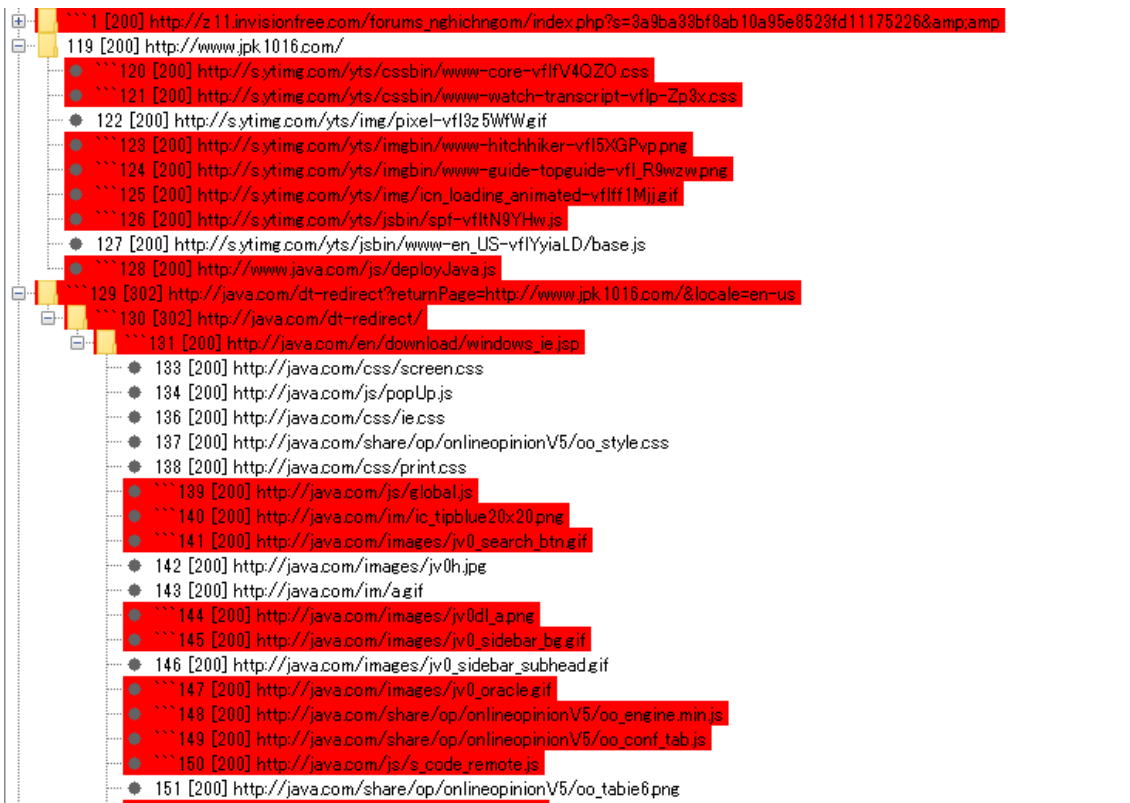 ```1 [200] http://z11.invisionfree.com/forums_nghichngom/index.php?s=3a9ba33bf8ab10a95e8523fd11175226&amp;amp
119 [200] http://www.jpk1016.com/
```120 [200] http://s.ytimg.com/yts/cssbin/www-core-vflfV4QZO.css
```121 [200] http://s.ytimg.com/yts/cssbin/www-watch-transcript-vflp-Zp3x.css
122 [200] http://s.ytimg.com/yts/img/pixel-vfl3z5WfW.gif
```123 [200] http://s.ytimg.com/yts/imgbin/www-hitchhiker-vfl5XGPvp.png
```124 [200] http://s.ytimg.com/yts/imgbin/www-guide-topguide-vfl_R9wzw.png
```125 [200] http://s.ytimg.com/yts/img/icn_loading_animated-vflff1Mjj.gif
```126 [200] http://s.ytimg.com/yts/jsbin/spf-vfltN9YHw.js
127 [200] http://s.ytimg.com/yts/jsbin/www-en_US-vflYyiaLD/base.js
```128 [200] http://www.java.com/js/deployJava.js
```129 [302] http://java.com/dt-redirect?returnPage=http://www.jpk1016.com/&locale=en-us
```130 [302] http://java.com/dt-redirect/
```131 [200] http://java.com/en/download/windows_ie.jsp
133 [200] http://java.com/css/screen.css
134 [200] http://java.com/js/popUp.js
136 [200] http://java.com/css/ie.css
137 [200] http://java.com/share/op/onlineopinionV5/oo_style.css
138 [200] http://java.com/css/print.css
```139 [200] http://java.com/js/global.js
```140 [200] http://java.com/im/ic_tipblue20x20.png
```141 [200] http://java.com/images/jv0_search_btn.gif
142 [200] http://java.com/images/jv0h.jpg
143 [200] http://java.com/im/a.gif
```144 [200] http://java.com/images/jv0dl_a.png
```145 [200] http://java.com/images/jv0_sidebar_bg.gif
146 [200] http://java.com/images/jv0_sidebar_subhead.gif
```147 [200] http://java.com/images/jv0_oracle.gif
```148 [200] http://java.com/share/op/onlineopinionV5/oo_engine.min.js
```149 [200] http://java.com/share/op/onlineopinionV5/oo_conf_tab.js
```150 [200] http://java.com/js/s_code_remote.js
151 [200] http://java.com/share/op/onlineopinionV5/oo_tabie6.png